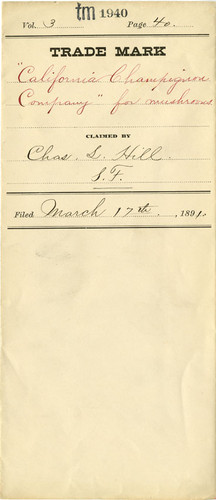 tm 1940
Vol. 3 Page 40.
TRADE MARK
"California Champignon
Company" for mushrooms
CLAIMED BY
Chas. L. Hill.
S.F.
Filed March 17th, 1891.